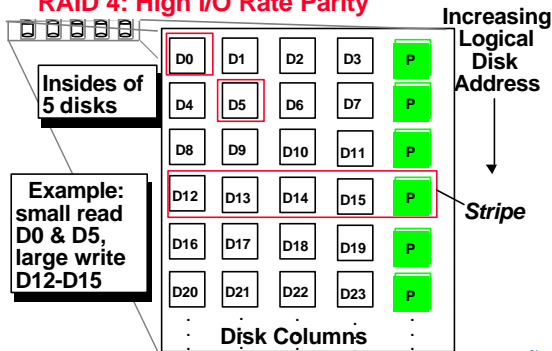 RAID 4: High I/O Rate Parity
Increasing
Logical
Disk
Address
Insides of
5 disks
D0 D1 D2 D3 P
D4 D5 D6 D7 P
D8 D9 D10 D11 P
D12 D13 D14 D15 P
Stripe
D16 D17 D18 D19 P
D20 D21 D22 D23 P
Example:
small read
D0 & D5,
large write
D12-D15
Disk Columns